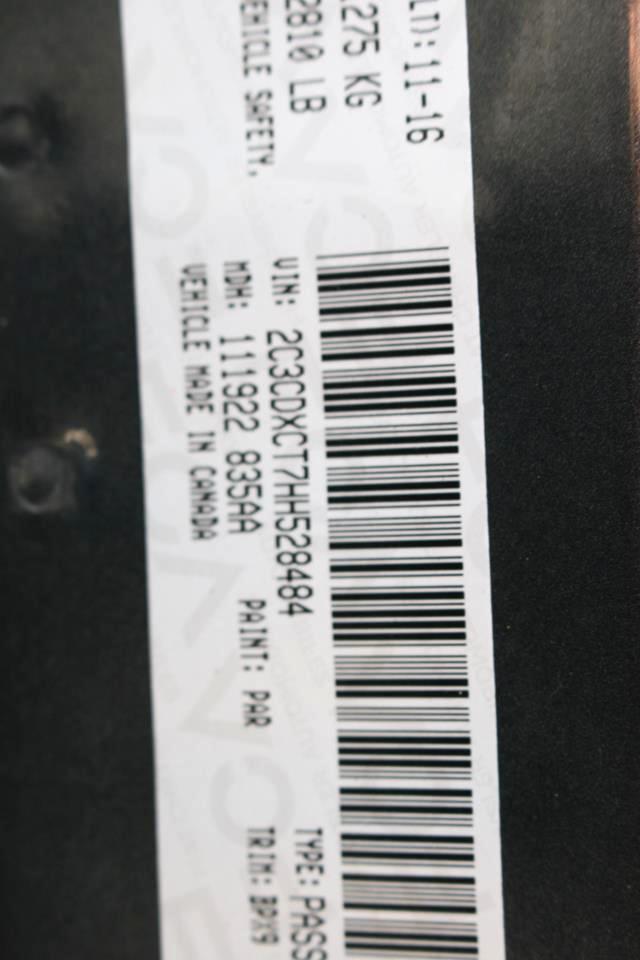 LT): 11-16
1275 KG
2810 LB
VEHICLE SAFETY,
VIN: 2C3CDXCT7HH528484 TYPE: PASS
MDH: 111922 835AA PAINT: PAR TRIM: BPX9
VEHICLE MADE IN CANADA